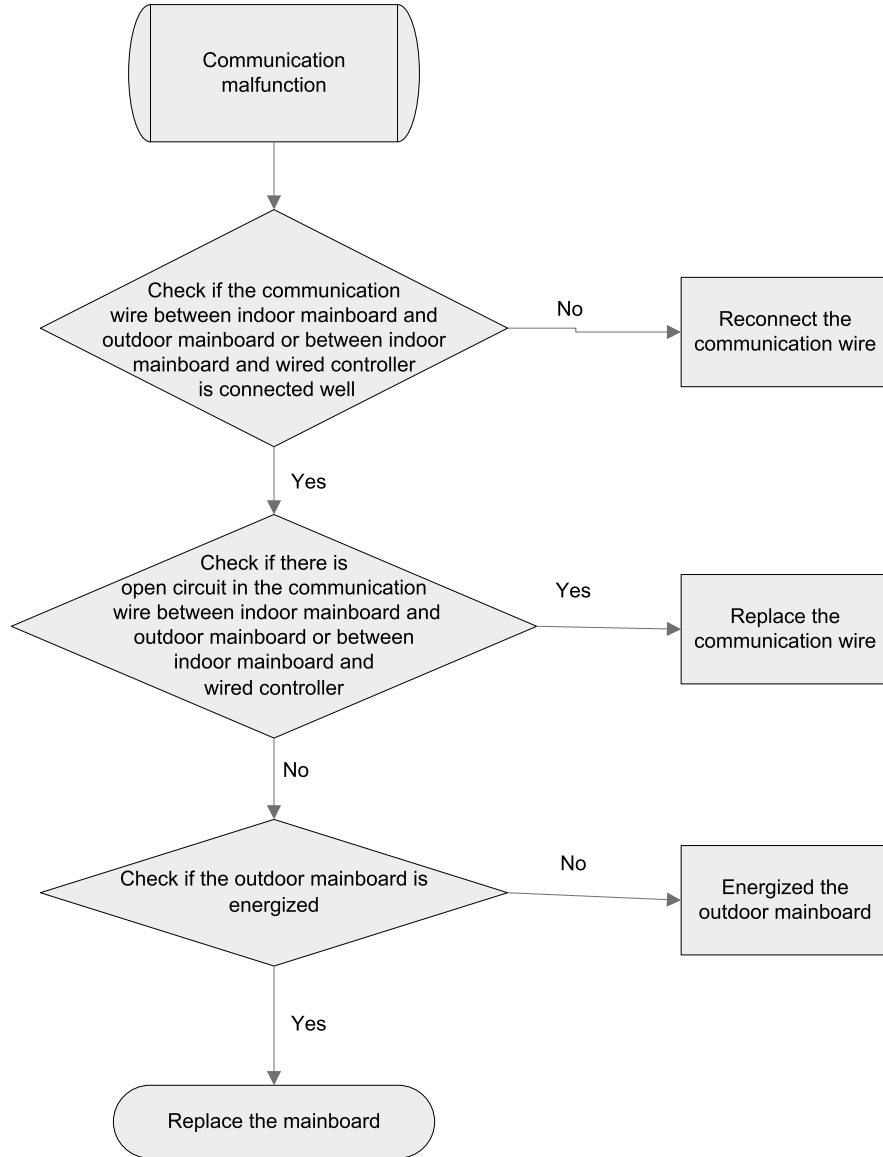 Communication
malfunction
Check if the communication
wire between indoor mainboard and
outdoor mainboard or between indoor
mainboard and wired controller
is connected well
No
Reconnect the
communication wire
Yes
Check if there is
open circuit in the communication
wire between indoor mainboard and
outdoor mainboard or between
indoor mainboard and
wired controller
Yes
Replace the
communication wire
No
Check if the outdoor mainboard is
energized
No
Energized the
outdoor mainboard
Yes
Replace the mainboard